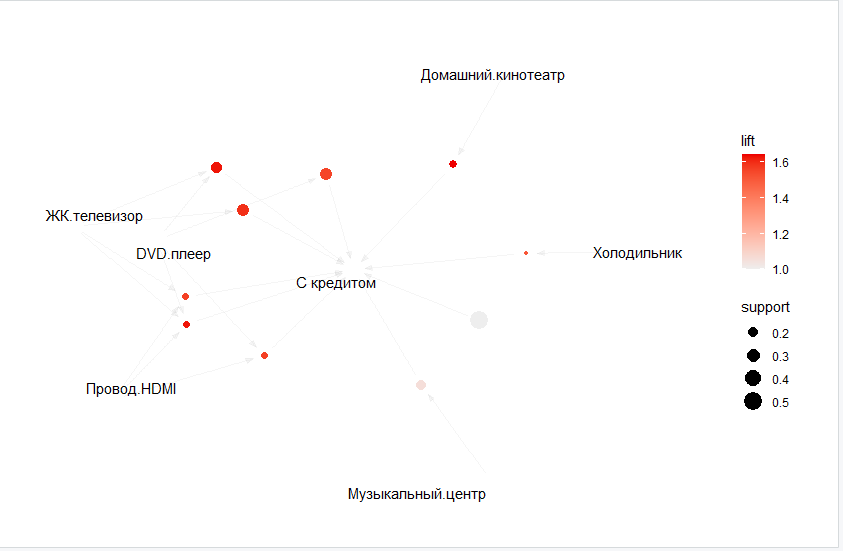 Домашний.кинотеатр
ЖК.телевизор
DVD.плеер
Холодильник
С кредитом
Провод.HDMI
Музыкальный.центр
lift
1.6
1.4
1.2
1.0
support
0.2
0.3
0.4
0.5